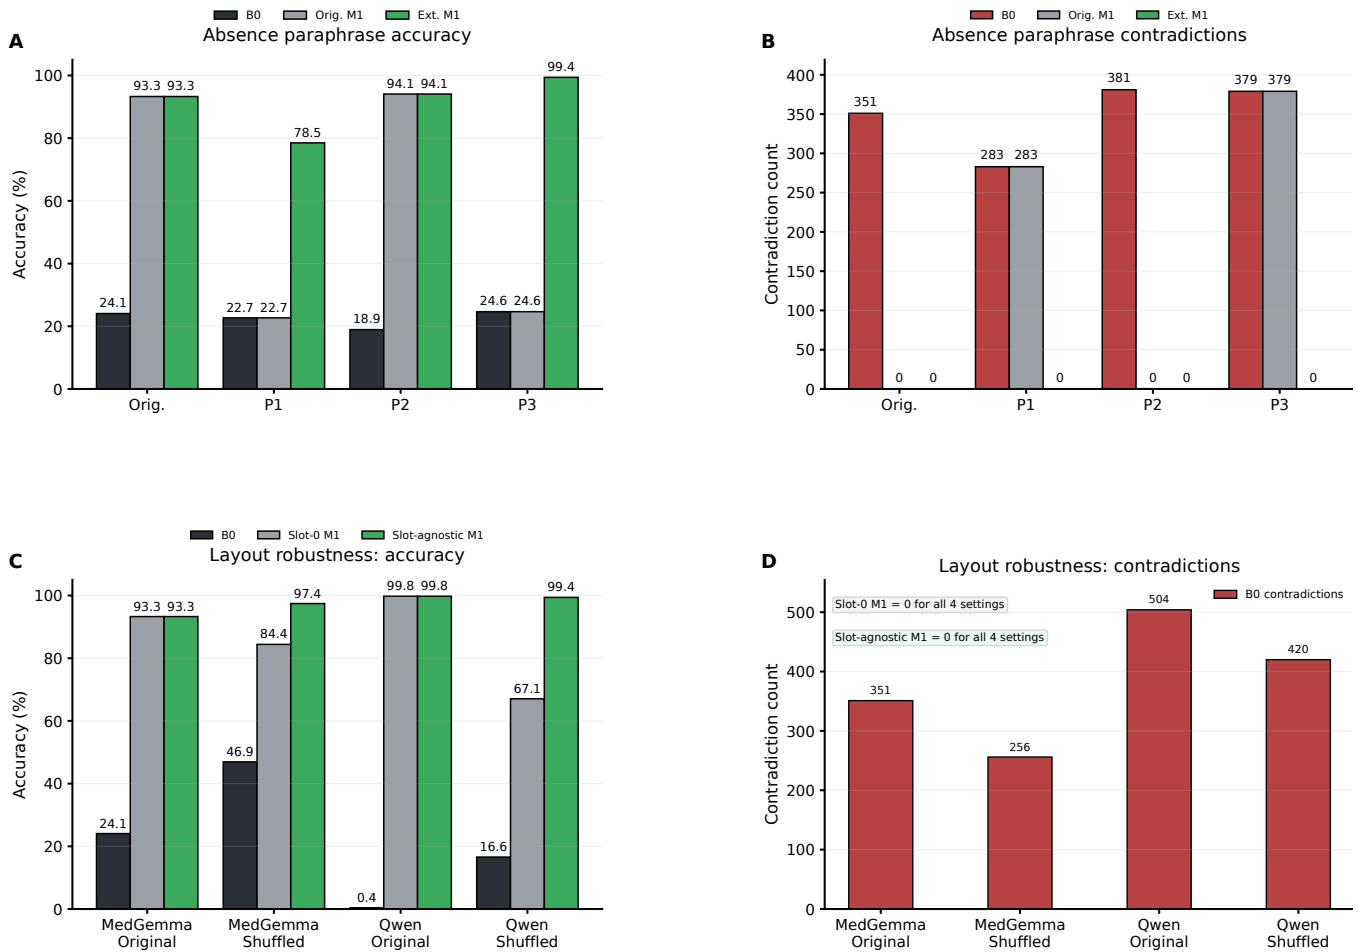 B0 Orig. M1 Ext. M1
A Absence paraphrase accuracy
Accuracy (%)
100
80
60
40
20
0
24.1 93.3 93.3
22.7 22.7 78.5
18.9 94.1 94.1
24.6 24.6 99.4
Orig. P1 P2 P3
B0 Orig. M1 Ext. M1
B Absence paraphrase contradictions
Contradiction count
400
350
300
250
200
150
100
50
0
351 0 0
283 283 0
381 0 0
379 379 0
Orig. P1 P2 P3
B0 Slot-0 M1 Slot-agnostic M1
C Layout robustness: accuracy
Accuracy (%)
100
80
60
40
20
0
24.1 93.3 93.3
46.9 84.4 97.4
0.4 99.8 99.8
16.6 67.1 99.4
MedGemma MedGemma Qwen Qwen
Original Shuffled Original Shuffled
D Layout robustness: contradictions
B0 contradictions
Slot-0 M1 = 0 for all 4 settings
Slot-agnostic M1 = 0 for all 4 settings
Contradiction count
500
400
300
200
100
0
351 256 504 420
MedGemma MedGemma Qwen Qwen
Original Shuffled Original Shuffled